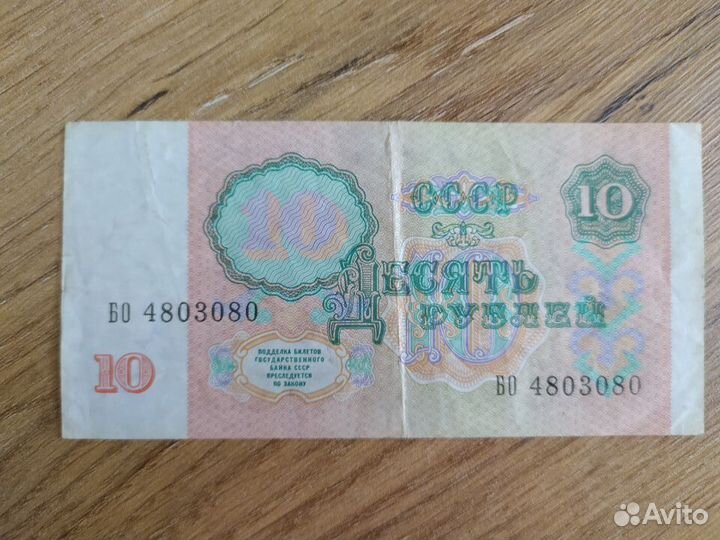 СССР
10
10
ДЕСЯТЬ
10
РУБЛЕЙ
БО 4803080
ПОДДЕЛКА БИЛЕТОВ
ГОСУДАРСТВЕННОГО
БАНКА СССР
ПРЕСЛЕДУЕТСЯ
ПО ЗАКОНУ
10
БО 4803080
Avito